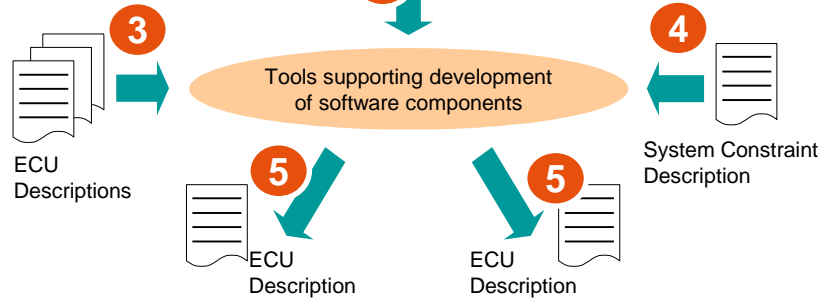 3
4
Tools supporting development
of software components
ECU
Descriptions
System Constraint
Description
5
5
ECU
Description
ECU
Description